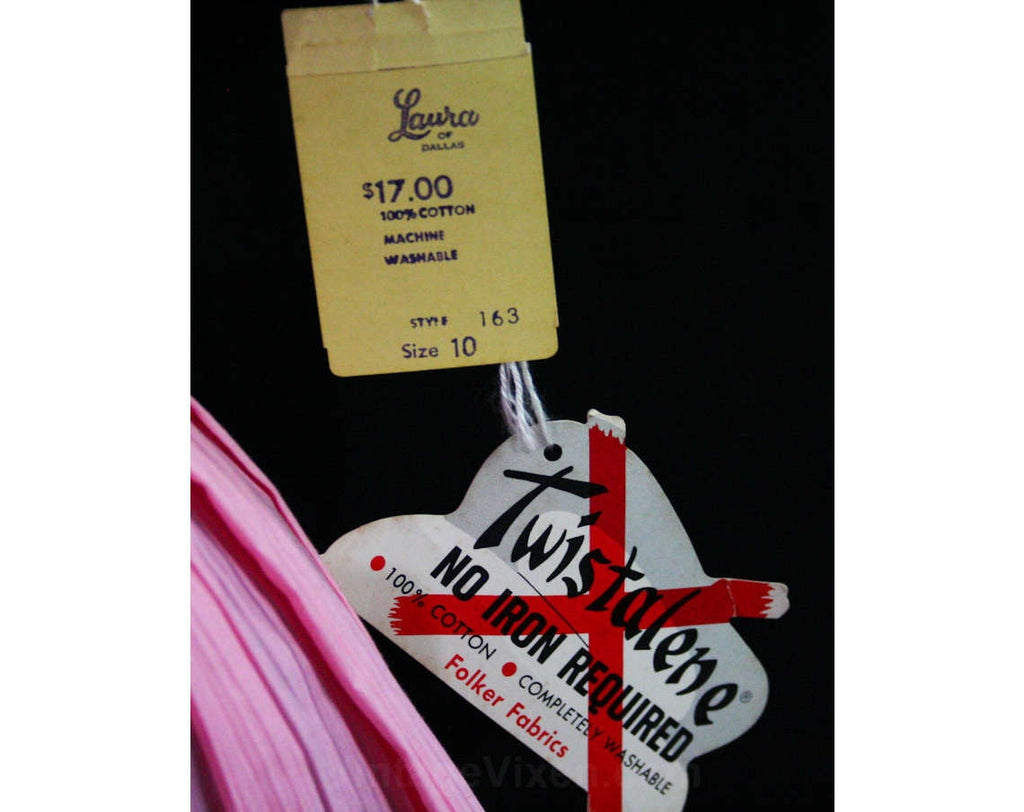 Laura
OF
DALLAS
$17.00
100% COTTON
MACHINE
WASHABLE
STYLE 163
Size 10
Twistalene®
NO IRON REQUIRED
• 100% COTTON • COMPLETELY WASHABLE
Folker Fabrics